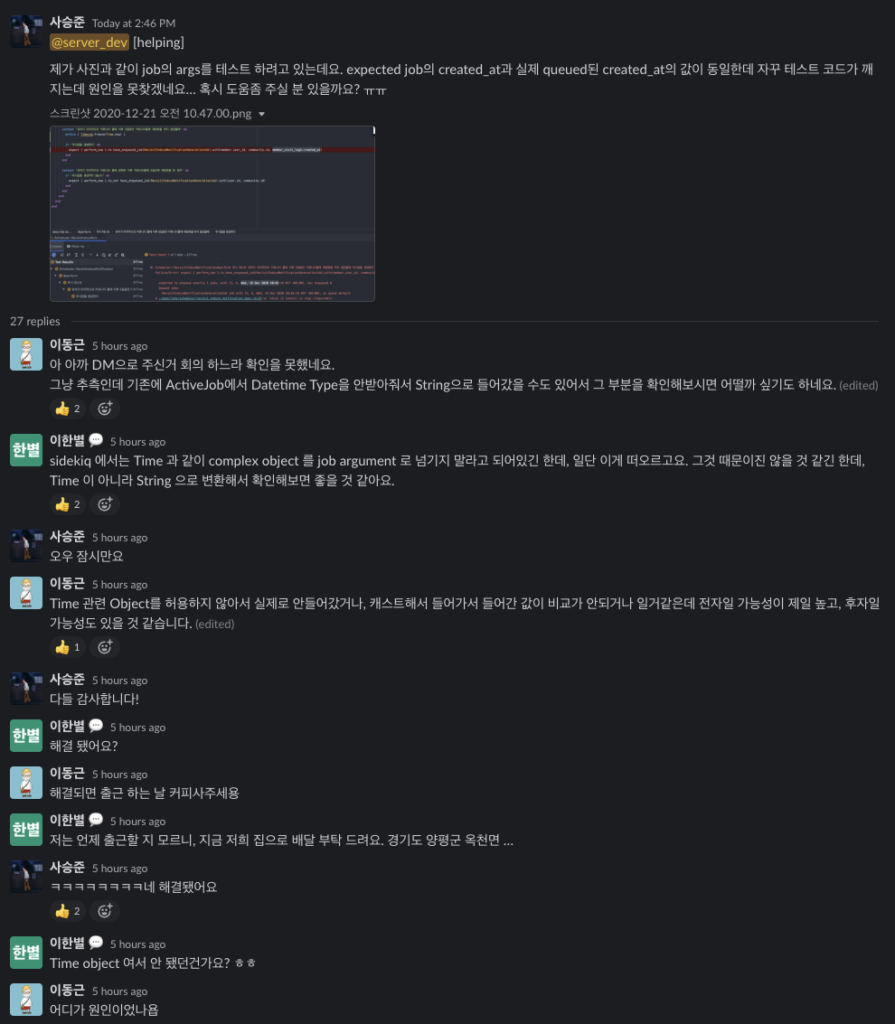 사승준 Today at 2:46 PM
@server_dev [helping]
제가 사진과 같이 job의 args를 테스트 하려고 있는데요. expected job의 created_at과 실제 queued된 created_at의 값이 동일한데 자꾸 테스트 코드가 깨
지는데 원인을 못찾겠네요... 혹시 도움좀 주실 분 있을까요? ㅠㅠ
스크린샷 2020-12-21 오전 10.47.00.png
27 replies
이동근 5 hours ago
아 아까 DM으로 주신거 회의 하느라 확인을 못했네요.
그냥 추측인데 기존에 ActiveJob에서 Datetime Type을 안받아줘서 String으로 들어갔을 수도 있어서 그 부분을 확인해보시면 어떨까 싶기도 하네요. (edited)
👍 2
한별
이한별 💬 5 hours ago
sidekiq 에서는 Time 과 같이 complex object 를 job argument 로 넘기지 말라고 되어있긴 한데, 일단 이게 떠오르고요. 그것 때문이진 않을 것 같긴 한데,
Time 이 아니라 String 으로 변환해서 확인해보면 좋을 것 같아요.
👍 2
사승준 5 hours ago
오우 잠시만요
이동근 5 hours ago
Time 관련 Object를 허용하지 않아서 실제로 안들어갔거나, 캐스트해서 들어가서 들어간 값이 비교가 안되거나 일거같은데 전자일 가능성이 제일 높고, 후자일
가능성도 있을 것 같습니다. (edited)
👍 1
사승준 5 hours ago
다들 감사합니다!
한별
이한별 💬 5 hours ago
해결 됐어요?
이동근 5 hours ago
해결되면 출근 하는 날 커피사주세용
한별
이한별 💬 5 hours ago
저는 언제 출근할 지 모르니, 지금 저희 집으로 배달 부탁 드려요. 경기도 양평군 옥천면 ...
사승준 5 hours ago
ㅋㅋㅋㅋㅋㅋㅋㅋ네 해결됐어요
👍 2
한별
이한별 💬 5 hours ago
Time object 여서 안 됐던건가요? ㅎㅎ
이동근 5 hours ago
어디가 원인이었나욥